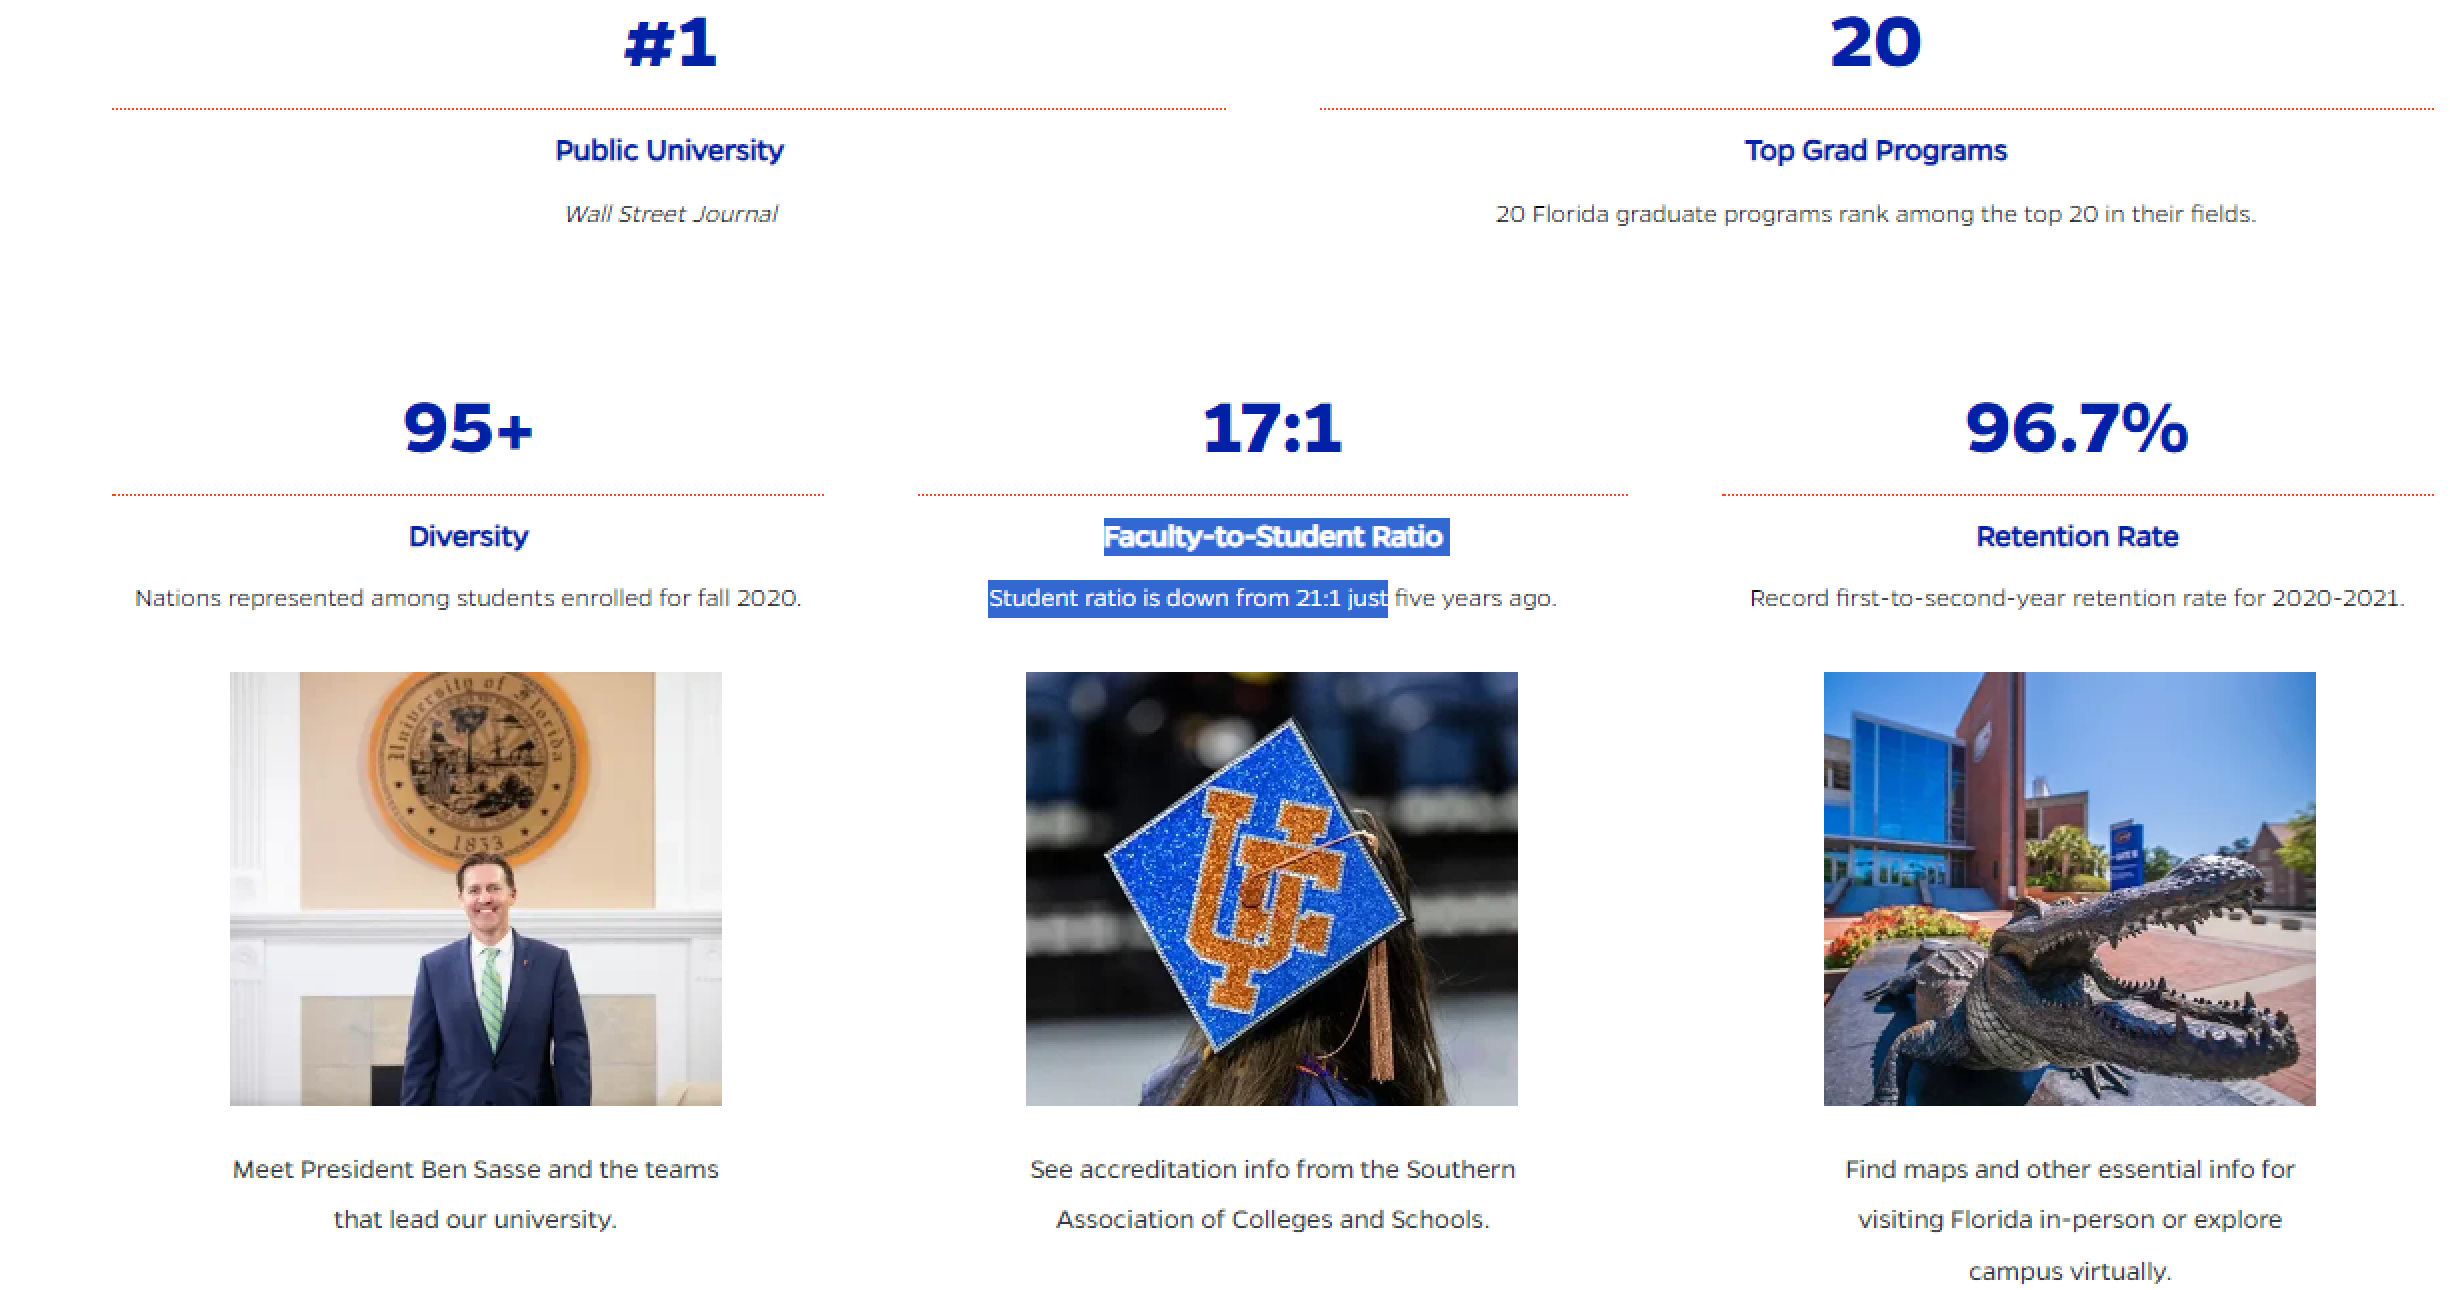 #1
20
Public University
Top Grad Programs
Wall Street Journal
20 Florida graduate programs rank among the top 20 in their fields.
95+
17:1
96.7%
Diversity
Faculty-to-Student Ratio
Retention Rate
Nations represented among students enrolled for fall 2020.
Student ratio is down from 21:1 just five years ago.
Record first-to-second-year retention rate for 2020-2021.
University of Florida
1853
UF
Meet President Ben Sasse and the teams
that lead our university.
See accreditation info from the Southern
Association of Colleges and Schools.
Find maps and other essential info for
visiting Florida in-person or explore
campus virtually.